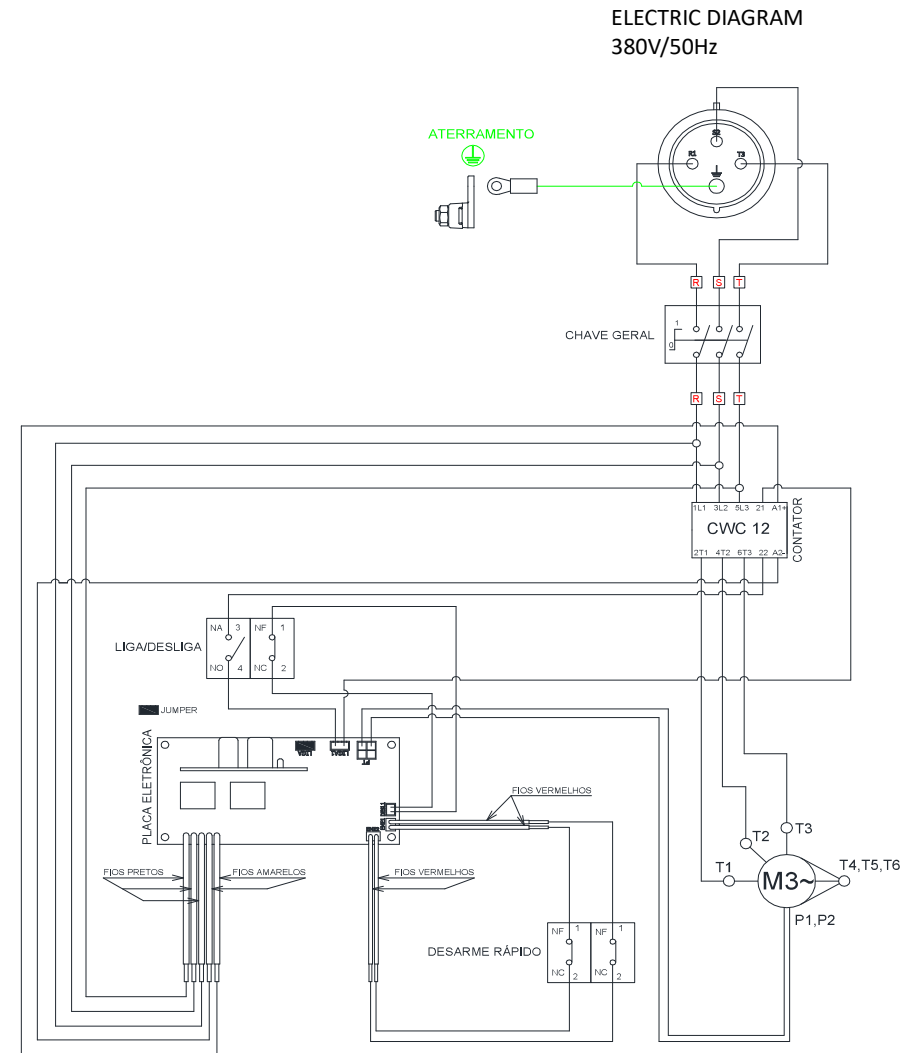 ELECTRIC DIAGRAM
380V/50Hz
ATERRAMENTO
S2
R1
T3
R S T
CHAVE GERAL
1
0
R S T
1L1 3L2 5L3 21 A1+
CWC 12
CONTATOR
2T1 4T2 6T3 22 A2-
NA 3 NF 1
LIGA/DESLIGA
NO 4 NC 2
JUMPER
PLACA ELETRÔNICA
PT
FIOS VERMELHOS
FIOS PRETOS
FIOS AMARELOS
FIOS VERMELHOS
T3
T2
T1
M3~
T4,T5,T6
P1,P2
NF 1 NF 1
DESARME RÁPIDO
NC 2 NC 2